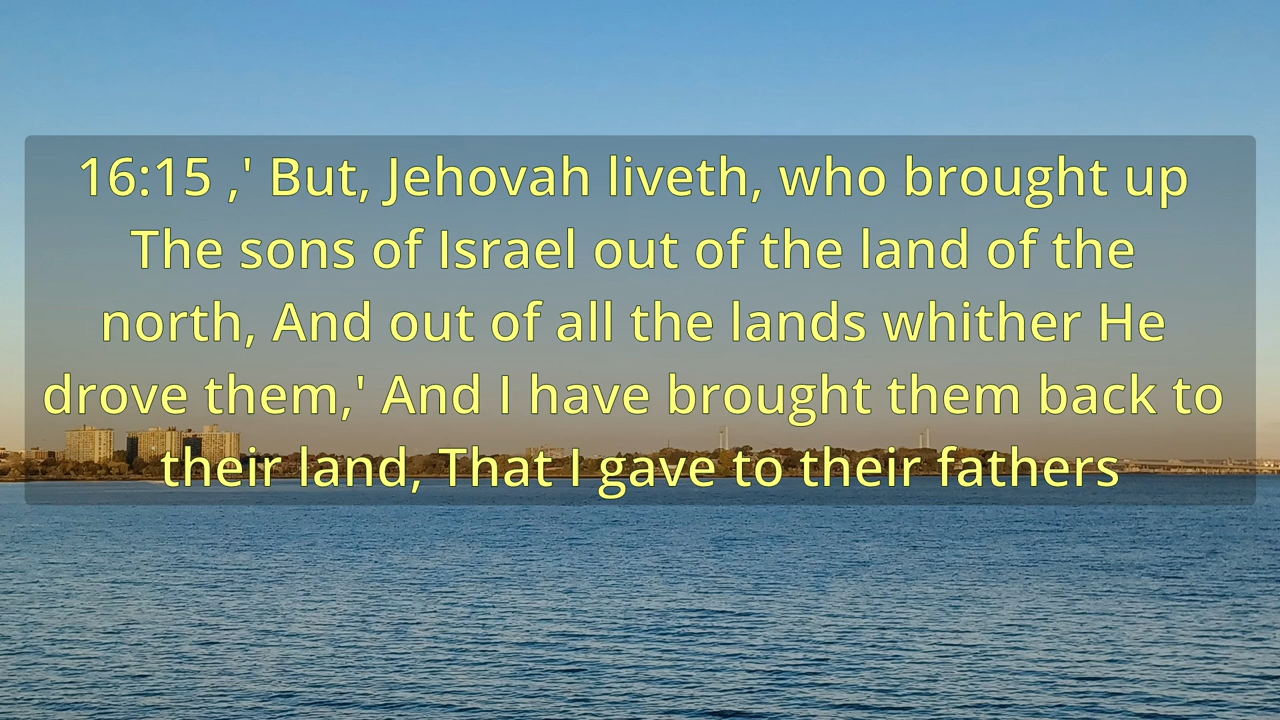 16:15 ,' But, Jehovah liveth, who brought up
The sons of Israel out of the land of the
north, And out of all the lands whither He
drove them,' And I have brought them back to
their land, That I gave to their fathers